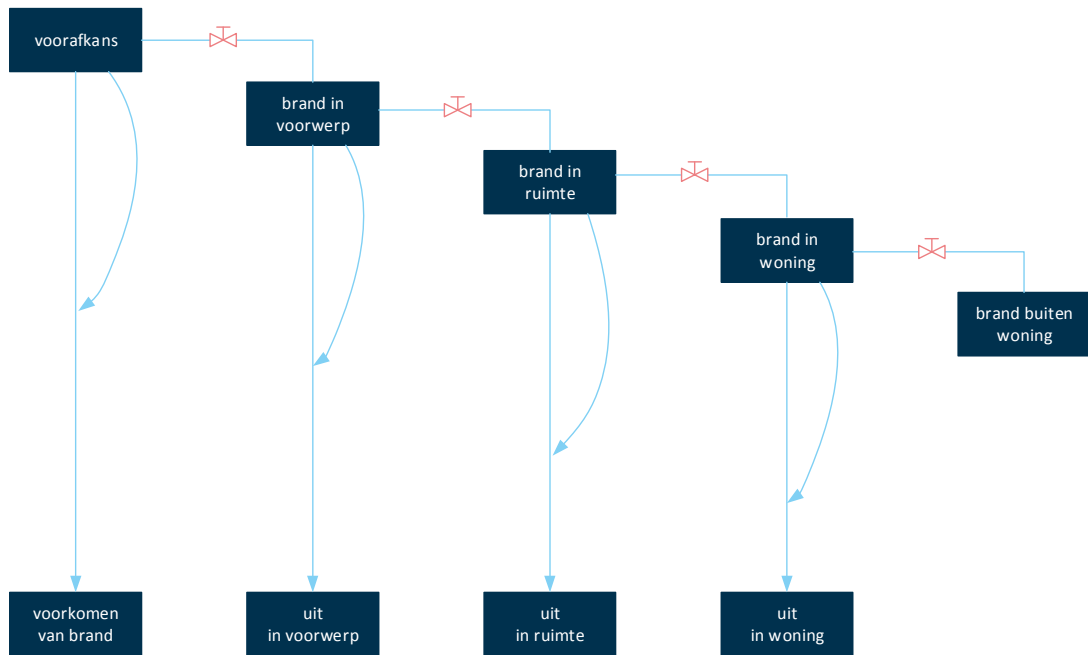 voorafkans
brand in
voorwerp
brand in
ruimte
brand in
woning
brand buiten
woning
voorkomen
van brand
uit
in voorwerp
uit
in ruimte
uit
in woning